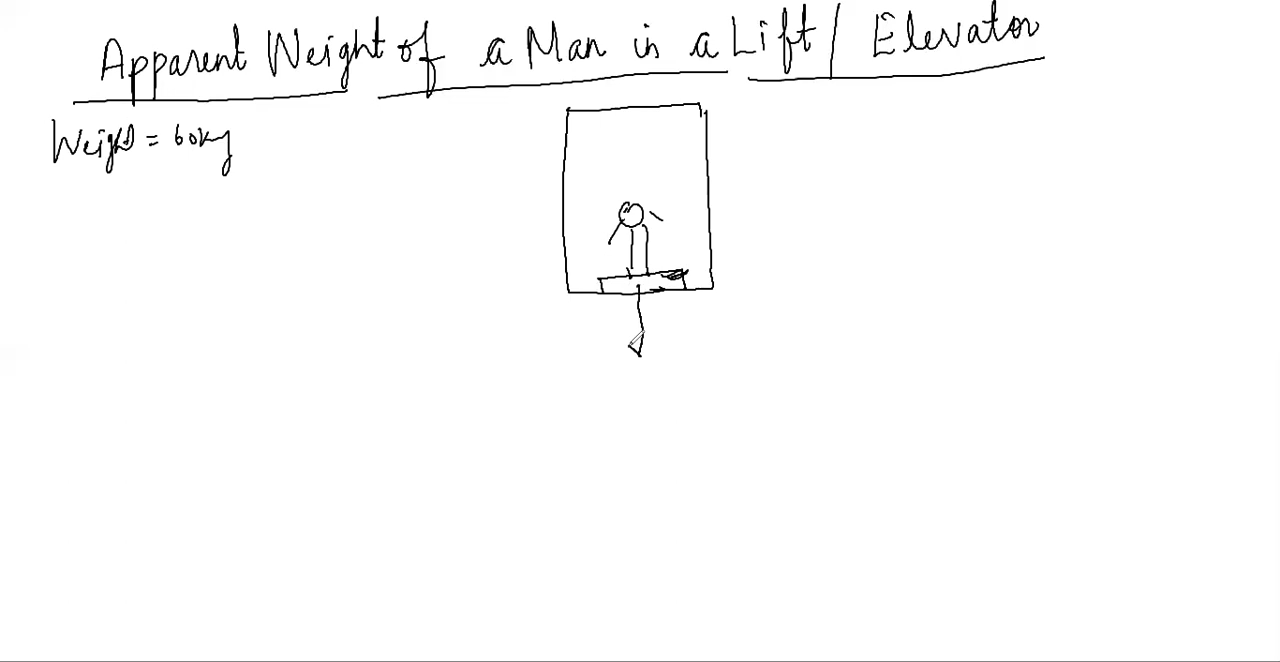 Apparent Weight of a Man in a Lift / Elevator
Weight = 60kg